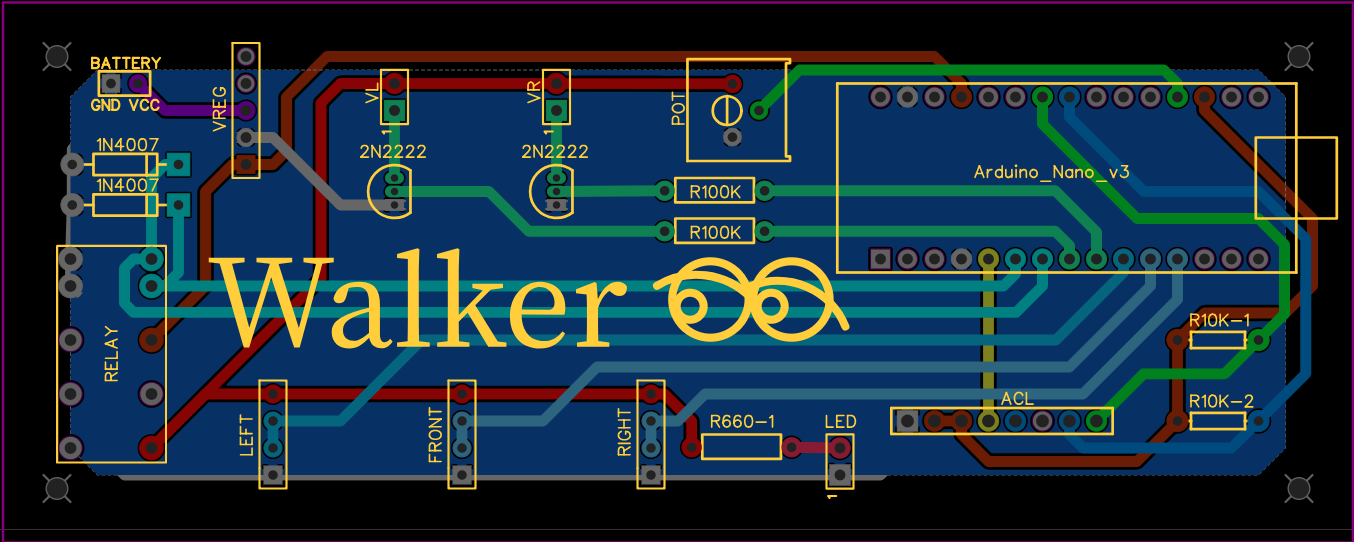 BATTERY
GND VCC
VREG
VL
1
VR
1
POT
1N4007
1N4007
2N2222
2N2222
R100K
R100K
Arduino_Nano_v3
Walker
RELAY
R10K-1
R10K-2
ACL
LEFT
FRONT
RIGHT
R660-1
LED
1